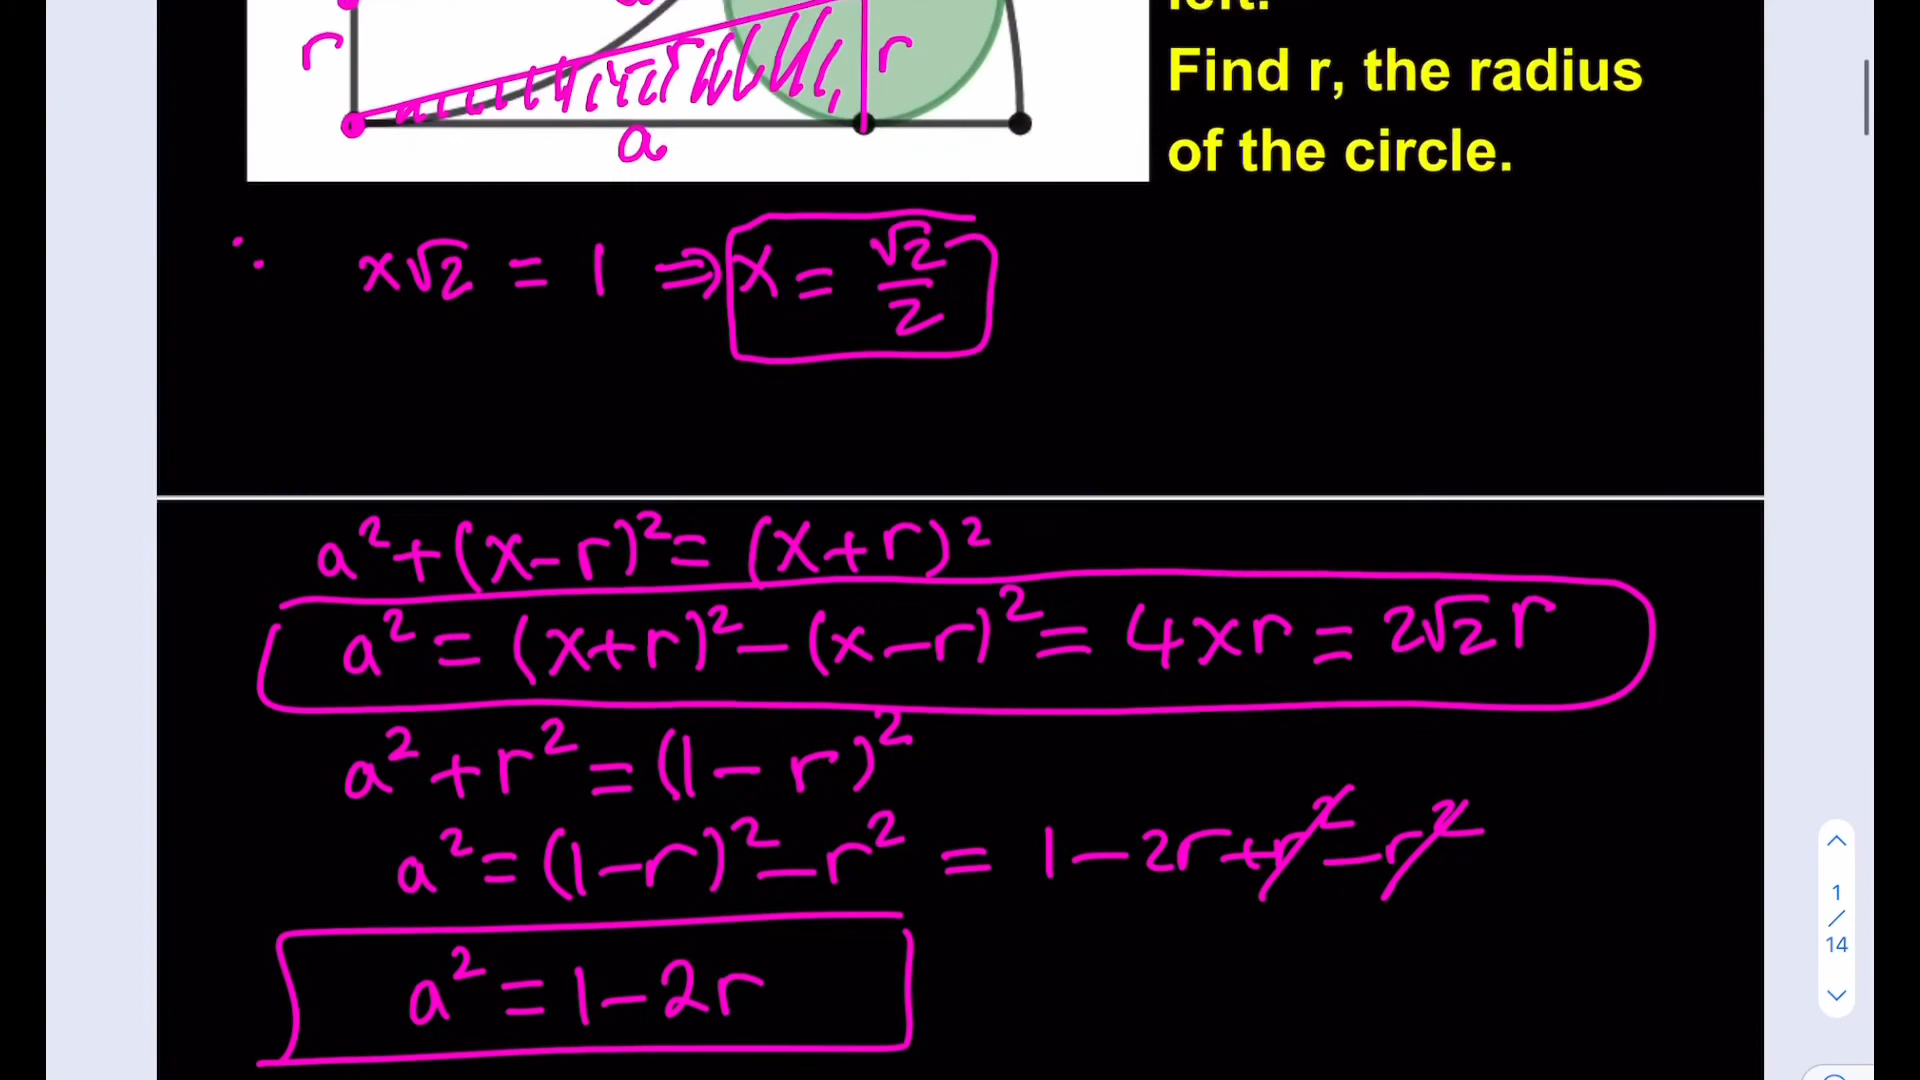 left.
Find r, the radius
of the circle.
r
r
a
∴ x√2 = 1 ⇒ x = √2/2
a² + (x-r)² = (x+r)²
a² = (x+r)² - (x-r)² = 4xr = 2√2 r
a² + r² = (1-r)²
a² = (1-r)² - r² = 1-2r+r²-r²
a² = 1-2r
1
/
14